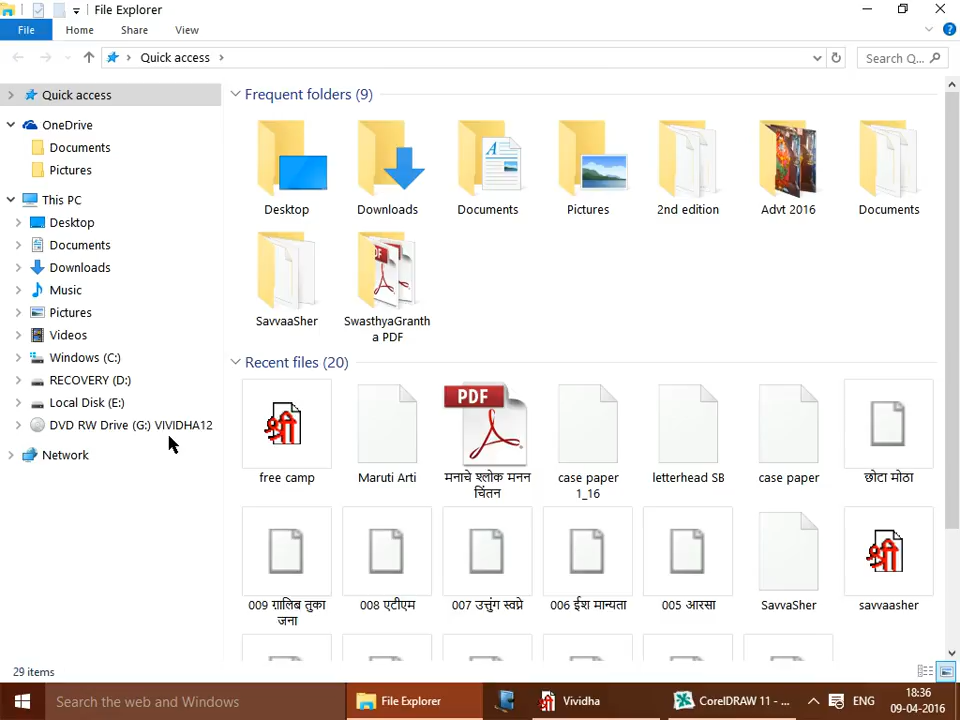 File Explorer
File Home Share View
Quick access
Search Q...
Quick access
OneDrive
Documents
Pictures
This PC
Desktop
Documents
Downloads
Music
Pictures
Videos
Windows (C:)
RECOVERY (D:)
Local Disk (E:)
DVD RW Drive (G:) VIVIDHA12
Network
Frequent folders (9)
Desktop Downloads Documents Pictures 2nd edition Advt 2016 Documents
SavvaaSher SwasthyaGranth
a PDF
Recent files (20)
श्री PDF
free camp Maruti Arti मनाचे श्लोक मनन case paper letterhead SB case paper छोटा मोठा
चिंतन 1_16
श्री
009 ग़ालिब तुका 008 एटीएम 007 उत्तुंग स्वप्ने 006 ईश मान्यता 005 आरसा SavvaSher savvaasher
जना
29 items
Search the web and Windows File Explorer श्री Vividha CorelDRAW 11 - ... ENG 18:36
09-04-2016